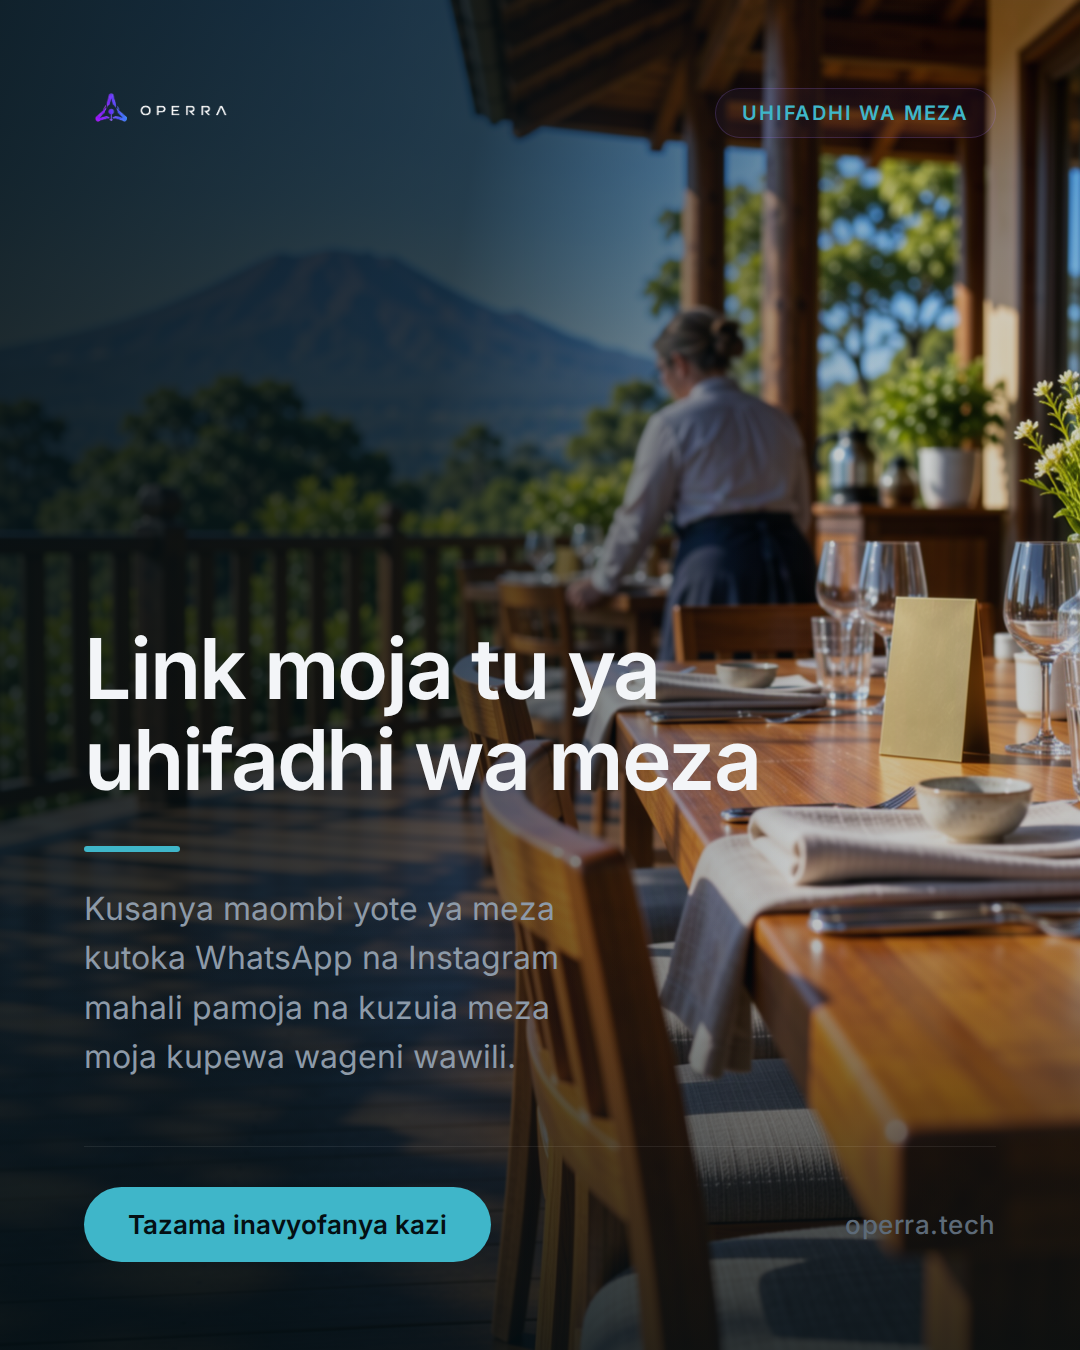 OPERRA
UHIFADHI WA MEZA
Link moja tu ya
uhifadhi wa meza
Kusanya maombi yote ya meza
kutoka WhatsApp na Instagram
mahali pamoja na kuzuia meza
moja kupewa wageni wawili.
Tazama inavyofanya kazi
operra.tech